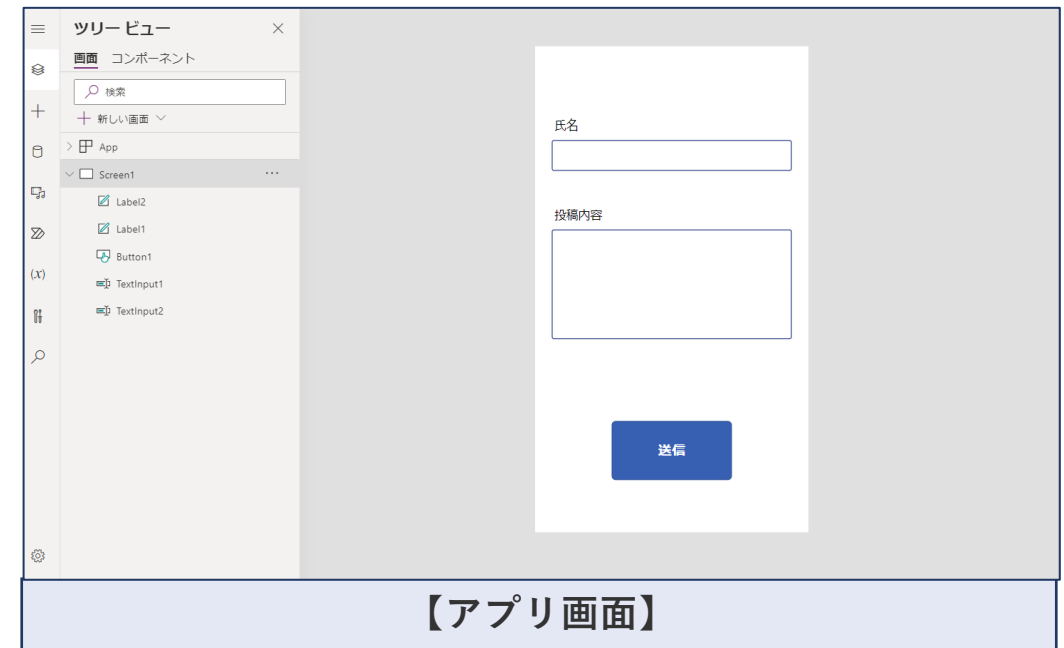 ツリー ビュー
画面 コンポーネント
検索
新しい画面
App
Screen1
Label2
Label1
Button1
TextInput1
TextInput2
(x)
氏名
投稿内容
送信
【アプリ画面】